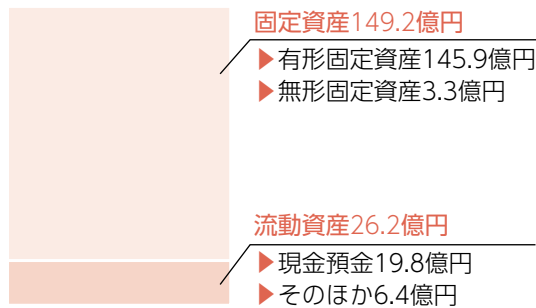 固定資産149.2億円
▶有形固定資産145.9億円
▶無形固定資産3.3億円
流動資産26.2億円
▶現金預金19.8億円
▶そのほか6.4億円